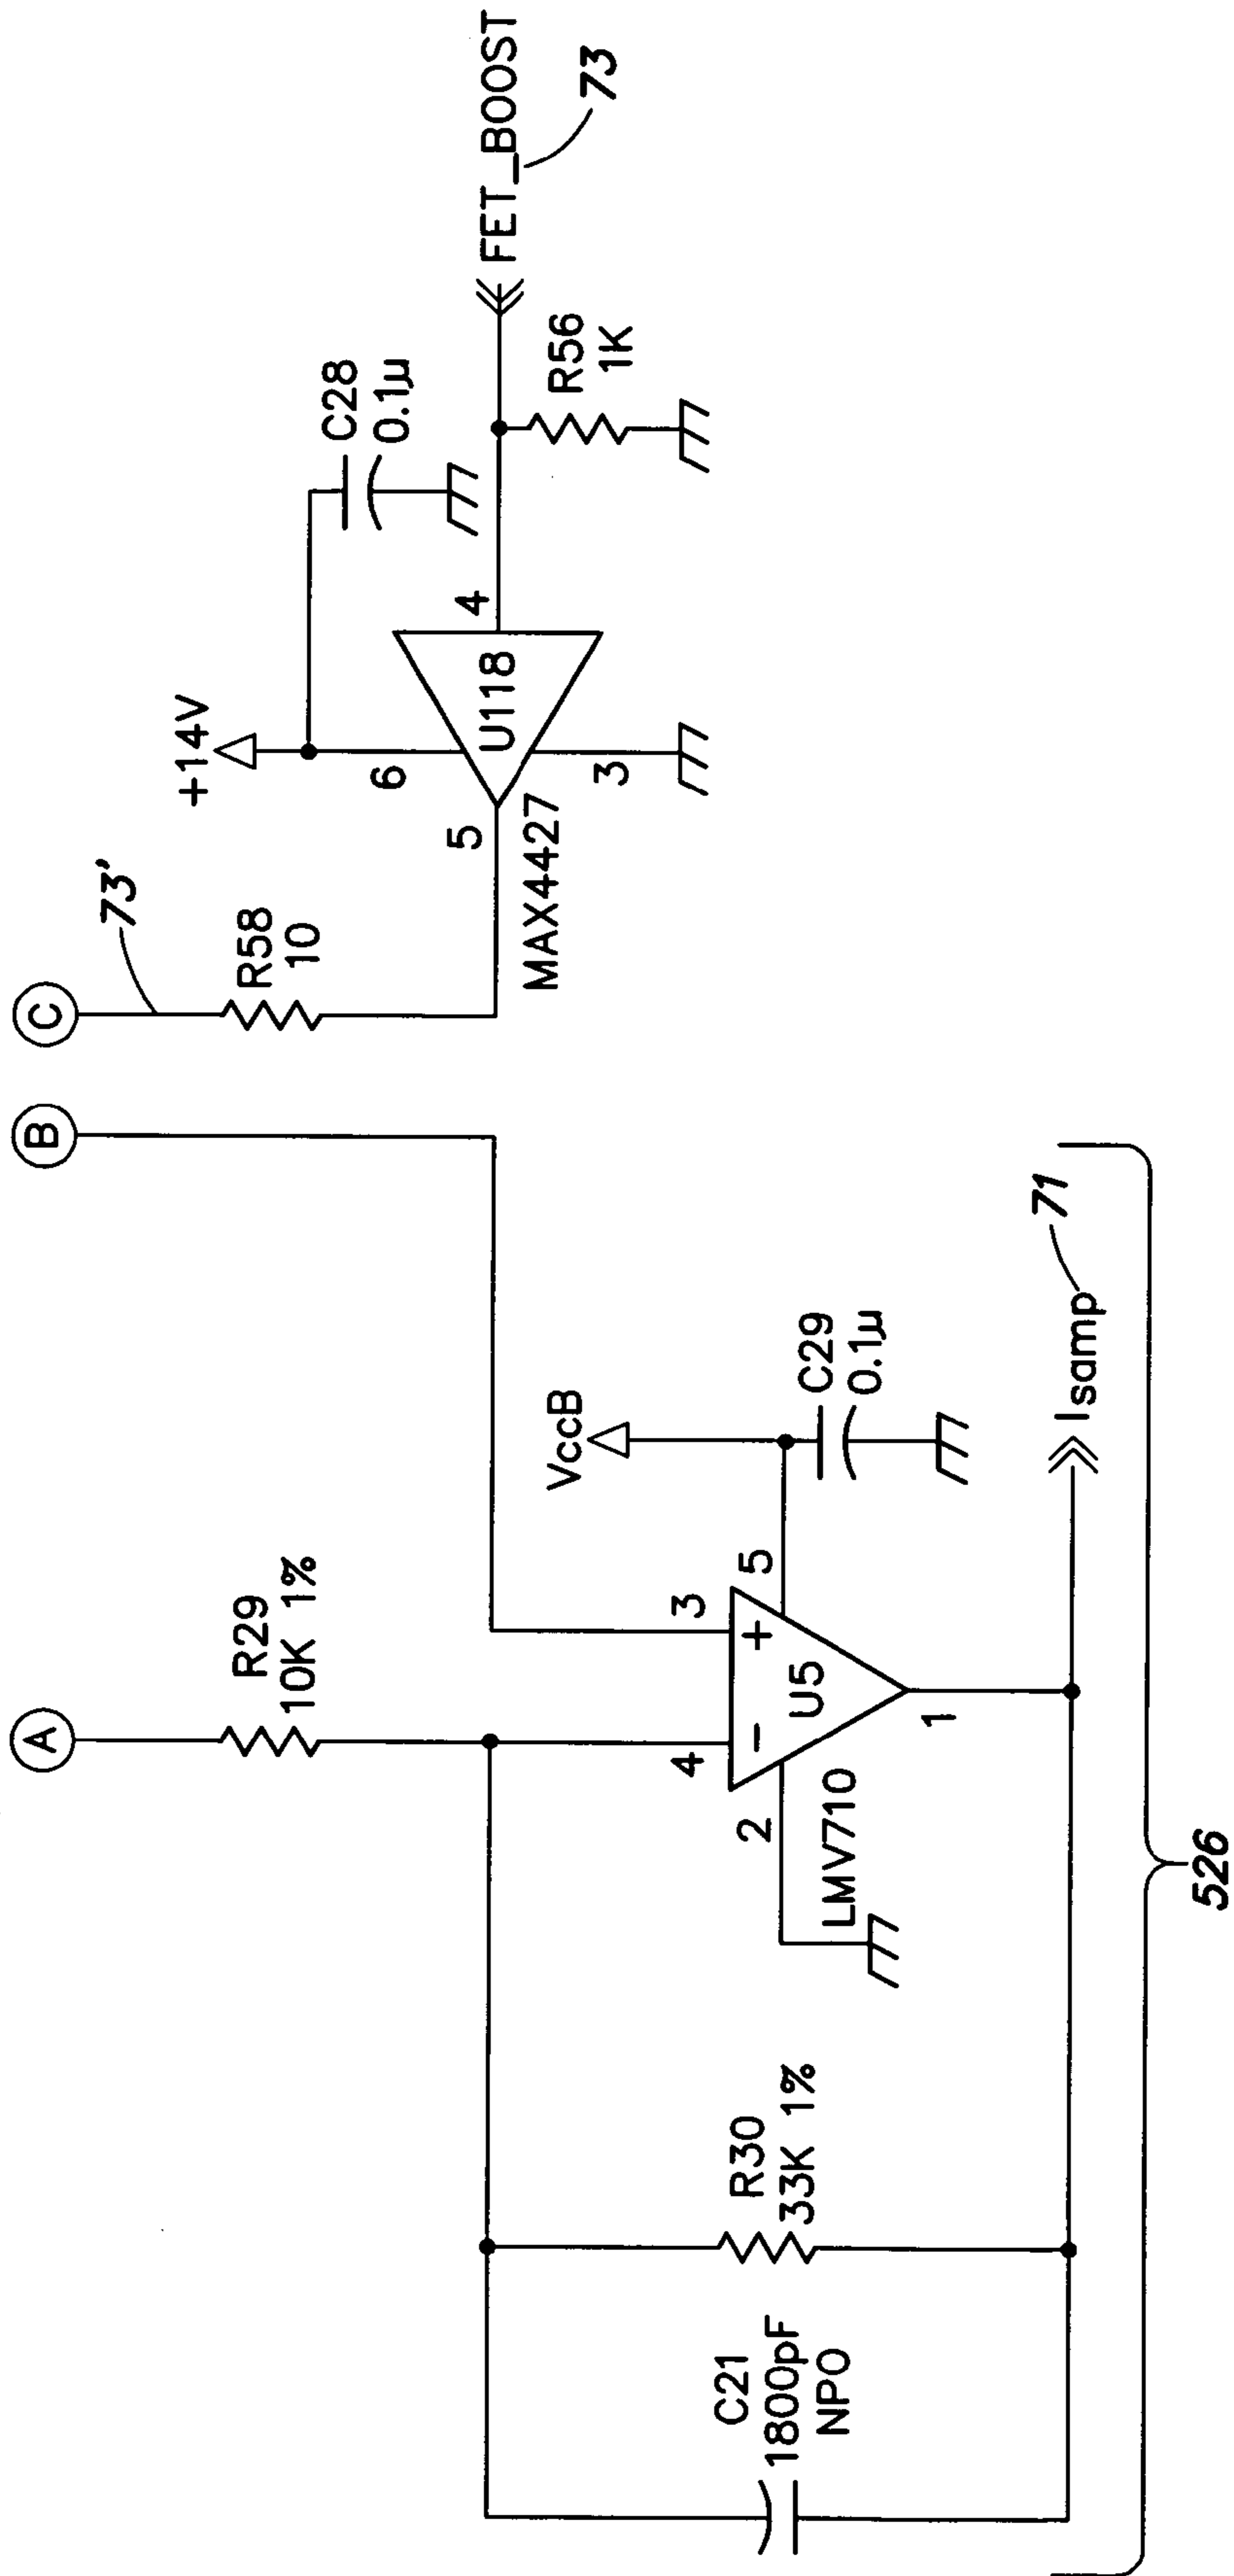 A
B
C
73'
R29
10K 1%
R58
10
+14V
6
C28
0.1µ
5
U118
4
MAX4427
3
FET_BOOST
73
R56
1K
VccB
C21
1800pF
NPO
R30
33K 1%
4
3
2
−
+
U5
5
LMV710
1
C29
0.1µ
Isamp
71
526